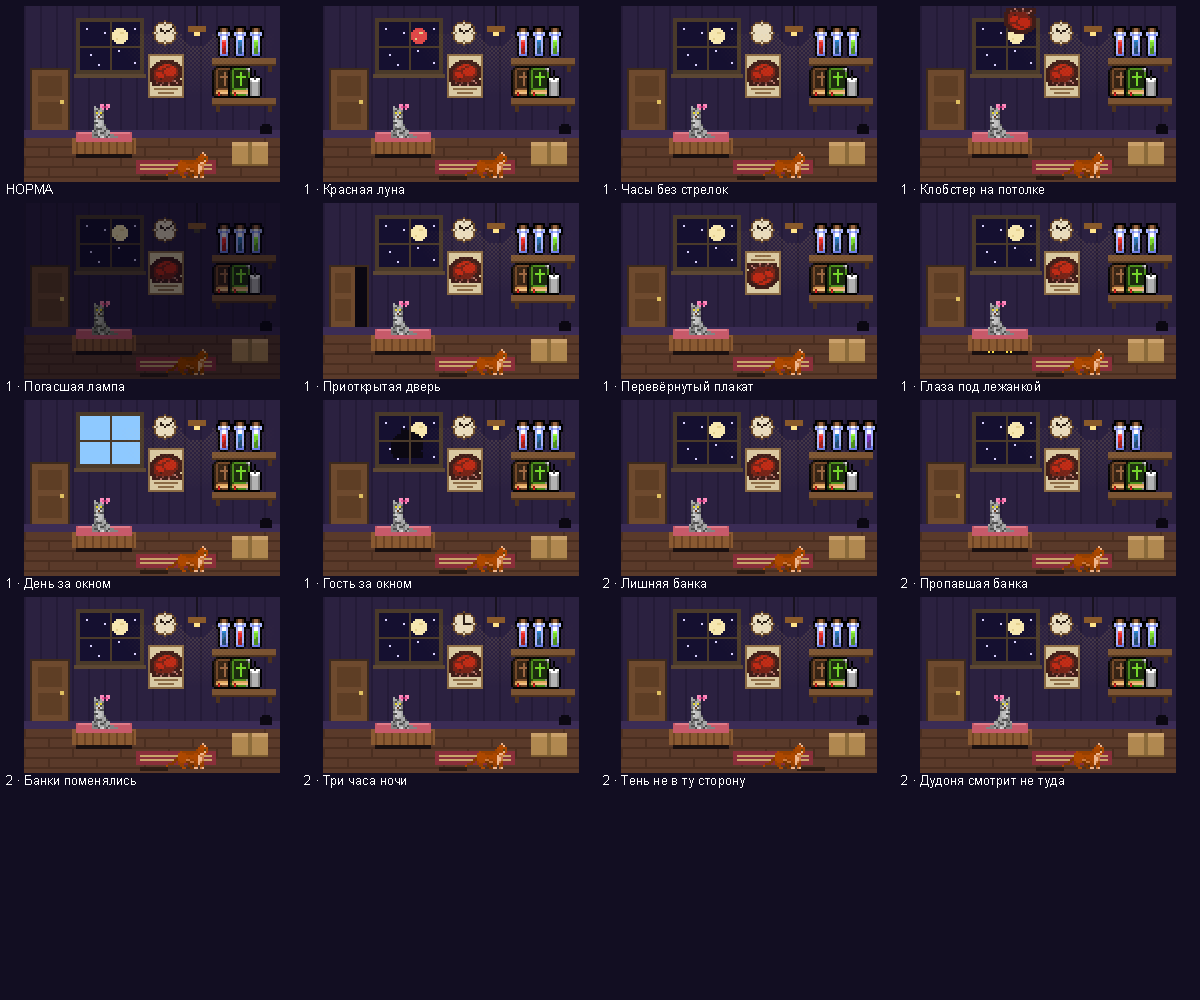 НОРМА
1 · Красная луна
1 · Часы без стрелок
1 · Клобстер на потолке
1 · Погасшая лампа
1 · Приоткрытая дверь
1 · Перевёрнутый плакат
1 · Глаза под лежанкой
1 · День за окном
1 · Гость за окном
2 · Лишняя банка
2 · Пропавшая банка
2 · Банки поменялись
2 · Три часа ночи
2 · Тень не в ту сторону
2 · Дудоня смотрит не туда